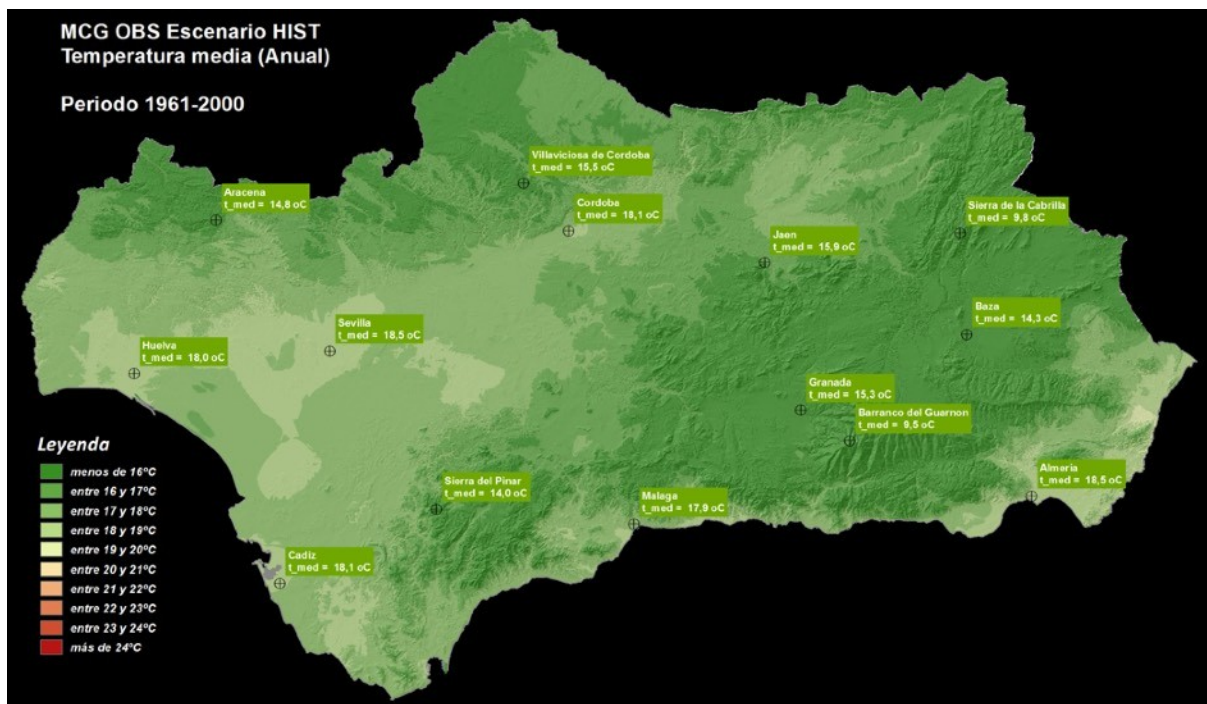 MCG OBS Escenario HIST
Temperatura media (Anual)
Periodo 1961-2000
Villaviciosa de Cordoba
t_med = 15,5 oC
Aracena
t_med = 14,8 oC
Cordoba
t_med = 18,1 oC
Sierra de la Cabrilla
t_med = 9,8 oC
Jaen
t_med = 15,9 oC
Baza
t_med = 14,3 oC
Sevilla
t_med = 18,5 oC
Huelva
t_med = 18,0 oC
Granada
t_med = 15,3 oC
Barranco del Guarnon
t_med = 9,5 oC
Almeria
t_med = 18,5 oC
Sierra del Pinar
t_med = 14,0 oC
Malaga
t_med = 17,9 oC
Cadiz
t_med = 18,1 oC
Leyenda
menos de 16ºC
entre 16 y 17ºC
entre 17 y 18ºC
entre 18 y 19ºC
entre 19 y 20ºC
entre 20 y 21ºC
entre 21 y 22ºC
entre 22 y 23ºC
entre 23 y 24ºC
más de 24ºC